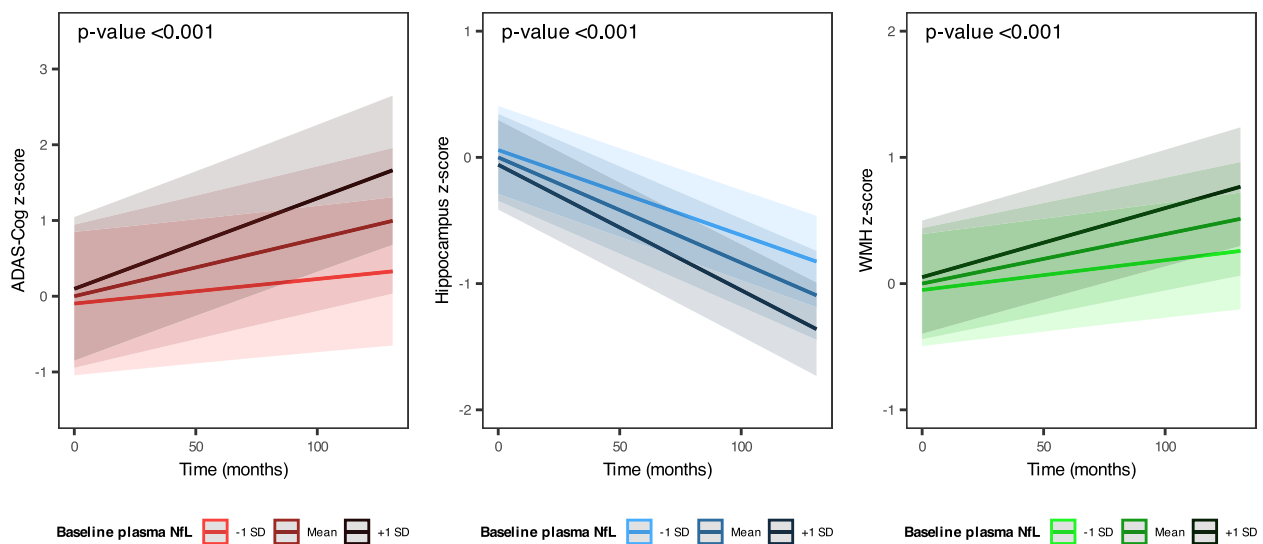 p-value <0.001
ADAS-Cog z-score
3
2
1
0
-1
0 50 100
Time (months)
Baseline plasma NfL -1 SD Mean +1 SD
p-value <0.001
Hippocampus z-score
1
0
-1
-2
0 50 100
Time (months)
Baseline plasma NfL -1 SD Mean +1 SD
p-value <0.001
WMH z-score
2
1
0
-1
0 50 100
Time (months)
Baseline plasma NfL -1 SD Mean +1 SD